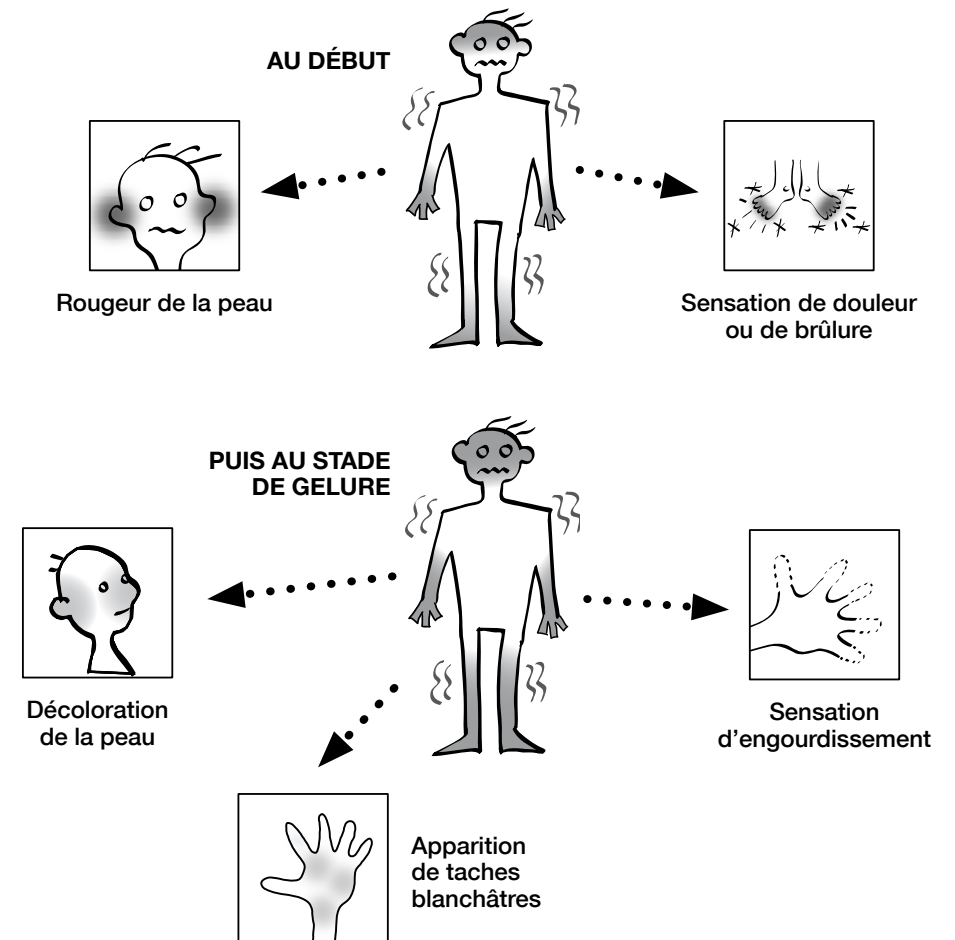 AU DÉBUT
Rougeur de la peau
Sensation de douleur
ou de brûlure
PUIS AU STADE
DE GELURE
Décoloration
de la peau
Sensation
d'engourdissement
Apparition
de taches
blanchâtres